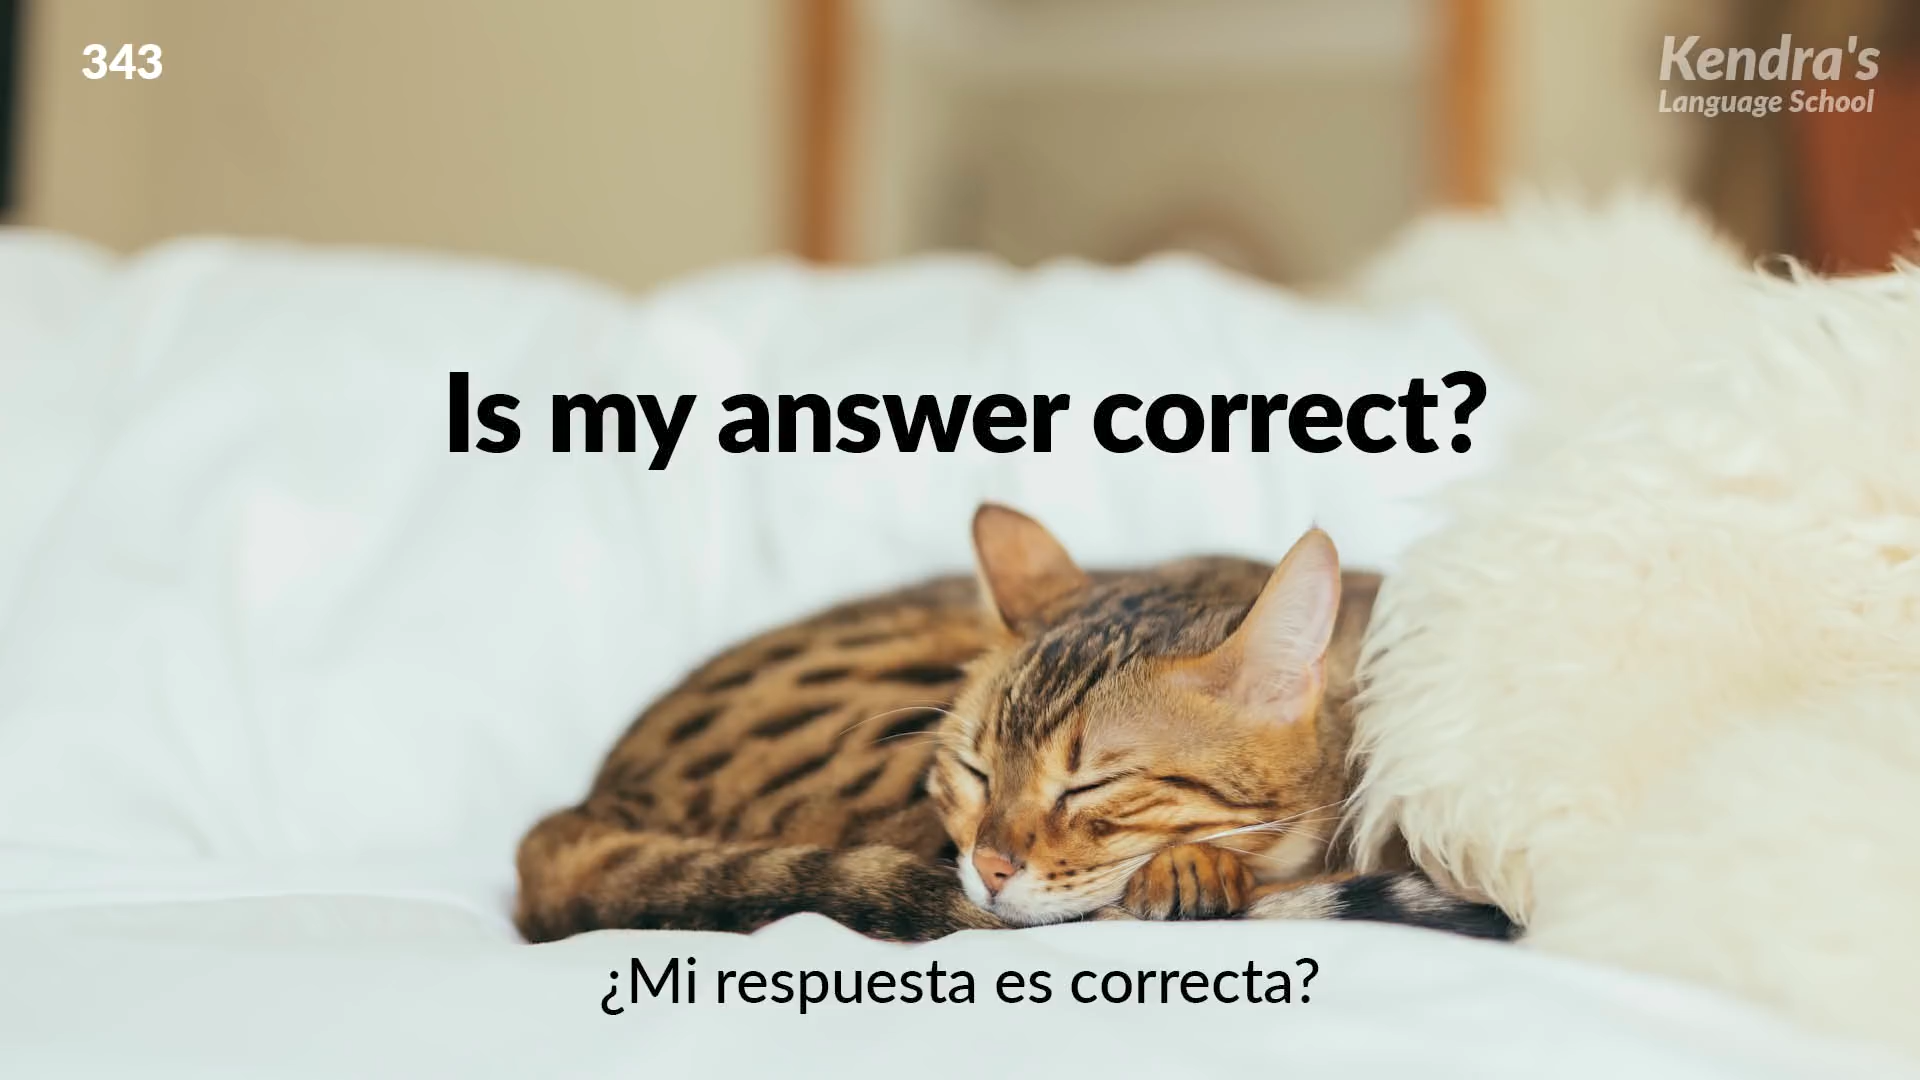 343
Kendra's
Language School
Is my answer correct?
¿Mi respuesta es correcta?